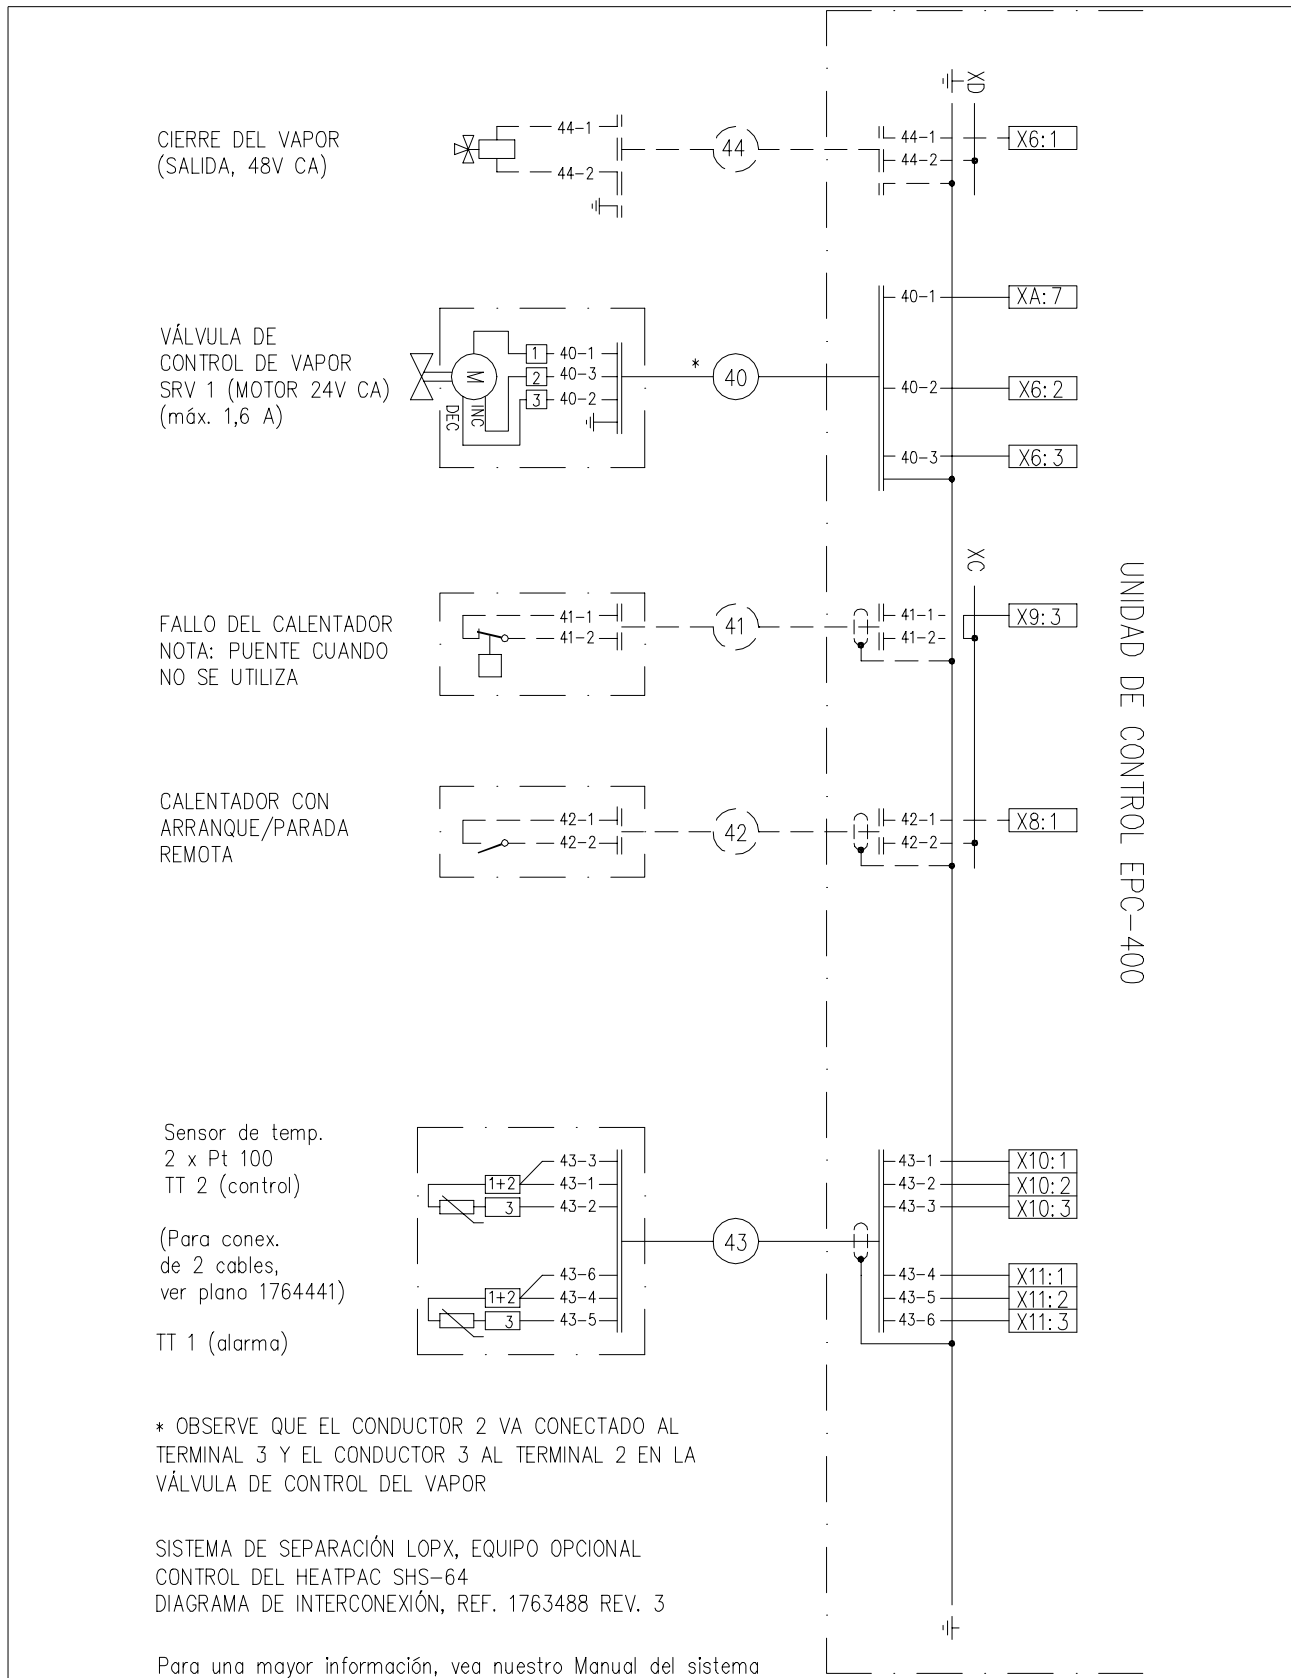 XD
CIERRE DEL VAPOR
(SALIDA, 48V CA)
44-1
44-2
44
44-1
44-2
X6:1
VÁLVULA DE
CONTROL DE VAPOR
SRV 1 (MOTOR 24V CA)
(máx. 1,6 A)
M
DEC
INC
1 40-1
2 40-3
3 40-2
*
40
40-1
XA:7
40-2
X6:2
40-3
X6:3
XC
UNIDAD DE CONTROL EPC-400
FALLO DEL CALENTADOR
NOTA: PUENTE CUANDO
NO SE UTILIZA
41-1
41-2
41
41-1
41-2
X9:3
CALENTADOR CON
ARRANQUE/PARADA
REMOTA
42-1
42-2
42
42-1
42-2
X8:1
Sensor de temp.
2 x Pt 100
TT 2 (control)
(Para conex.
de 2 cables,
ver plano 1764441)
TT 1 (alarma)
43-3
1+2 43-1
3 43-2
43-6
1+2 43-4
3 43-5
43
43-1 X10:1
43-2 X10:2
43-3 X10:3
43-4 X11:1
43-5 X11:2
43-6 X11:3
* OBSERVE QUE EL CONDUCTOR 2 VA CONECTADO AL
TERMINAL 3 Y EL CONDUCTOR 3 AL TERMINAL 2 EN LA
VÁLVULA DE CONTROL DEL VAPOR
SISTEMA DE SEPARACIÓN LOPX, EQUIPO OPCIONAL
CONTROL DEL HEATPAC SHS-64
DIAGRAMA DE INTERCONEXIÓN, REF. 1763488 REV. 3
Para una mayor información, vea nuestro Manual del sistema